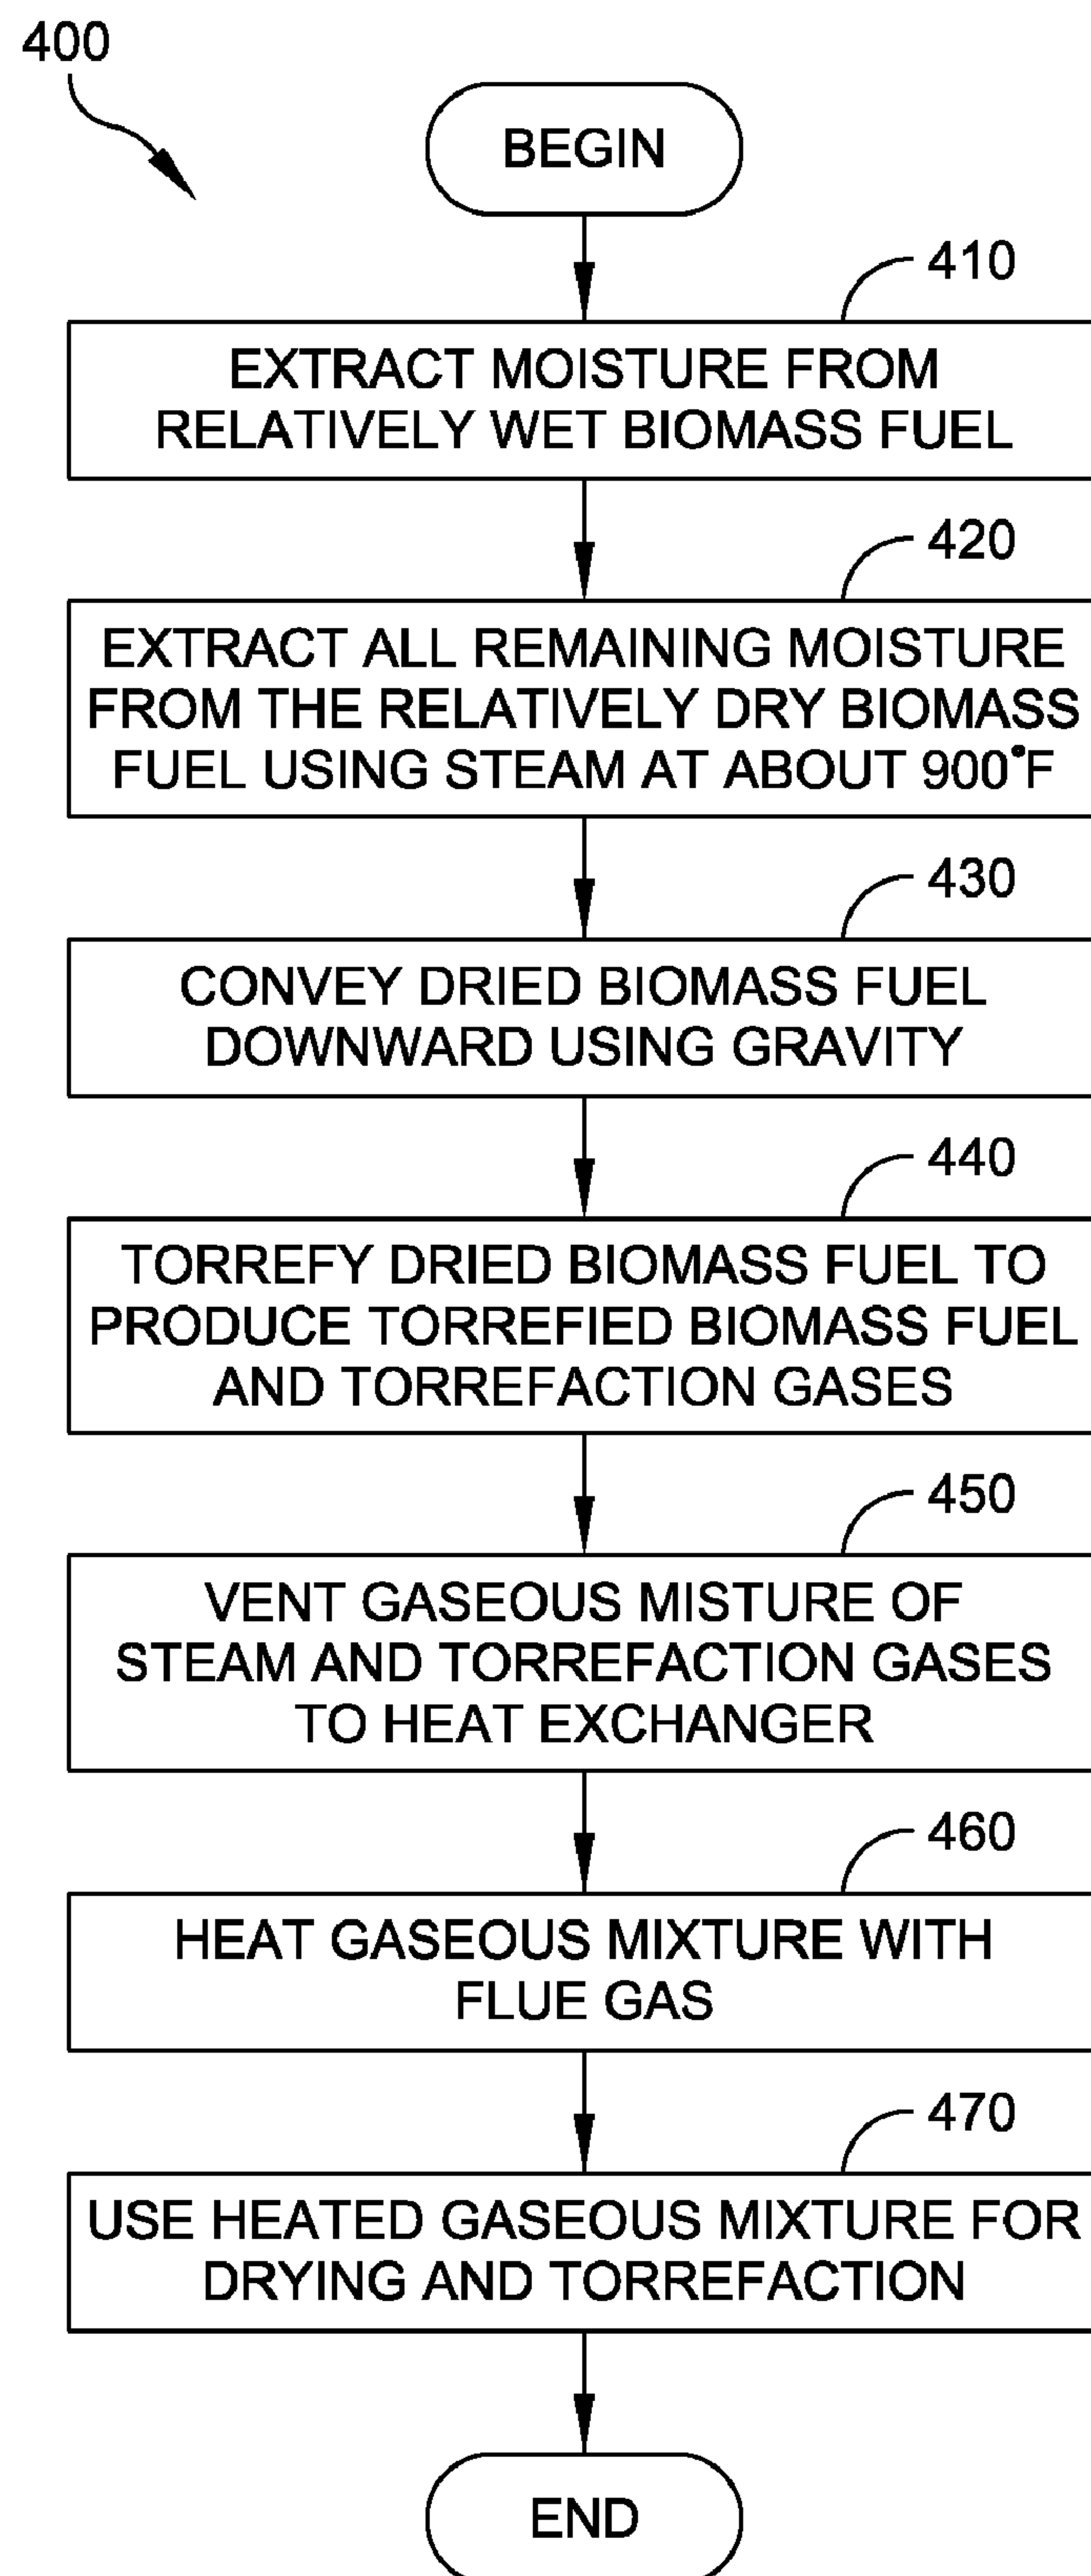 400
BEGIN
410
EXTRACT MOISTURE FROM
RELATIVELY WET BIOMASS FUEL
420
EXTRACT ALL REMAINING MOISTURE
FROM THE RELATIVELY DRY BIOMASS
FUEL USING STEAM AT ABOUT 900°F
430
CONVEY DRIED BIOMASS FUEL
DOWNWARD USING GRAVITY
440
TORREFY DRIED BIOMASS FUEL TO
PRODUCE TORREFIED BIOMASS FUEL
AND TORREFACTION GASES
450
VENT GASEOUS MISTURE OF
STEAM AND TORREFACTION GASES
TO HEAT EXCHANGER
460
HEAT GASEOUS MIXTURE WITH
FLUE GAS
470
USE HEATED GASEOUS MIXTURE FOR
DRYING AND TORREFACTION
END